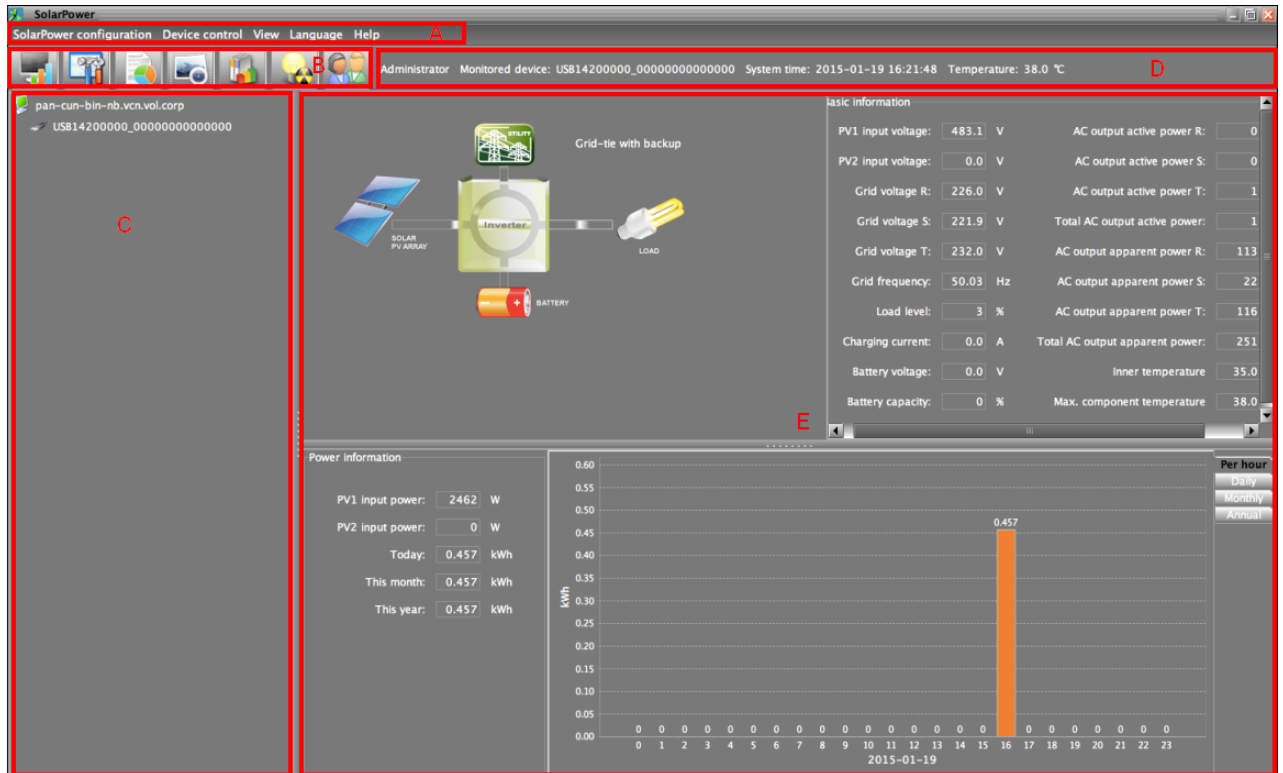 SolarPower
SolarPower configuration Device control View Language Help A
B
Administrator Monitored device: USB14200000_00000000000000 System time: 2015-01-19 16:21:48 Temperature: 38.0 ℃ D
pan-cun-bin-nb.vcn.vol.corp
USB14200000_00000000000000
C
UTILITY
Grid-tie with backup
SOLAR
PV ARRAY
Inverter
LOAD
BATTERY
Basic information
PV1 input voltage: 483.1 V AC output active power R: 0
PV2 input voltage: 0.0 V AC output active power S: 0
Grid voltage R: 226.0 V AC output active power T: 1
Grid voltage S: 221.9 V Total AC output active power: 1
Grid voltage T: 232.0 V AC output apparent power R: 113
Grid frequency: 50.03 Hz AC output apparent power S: 22
Load level: 3 % AC output apparent power T: 116
Charging current: 0.0 A Total AC output apparent power: 251
Battery voltage: 0.0 V Inner temperature 35.0
Battery capacity: 0 % Max. component temperature 38.0
E
Power information
PV1 input power: 2462 W
PV2 input power: 0 W
Today: 0.457 kWh
This month: 0.457 kWh
This year: 0.457 kWh
kWh
0.60
0.55
0.50
0.45
0.40
0.35
0.30
0.25
0.20
0.15
0.10
0.05
0.00
0.457
0 0 0 0 0 0 0 0 0 0 0 0 0 0 0 0 0 0 0 0 0 0 0
0 1 2 3 4 5 6 7 8 9 10 11 12 13 14 15 16 17 18 19 20 21 22 23
2015-01-19
Per hour
Daily
Monthly
Annual